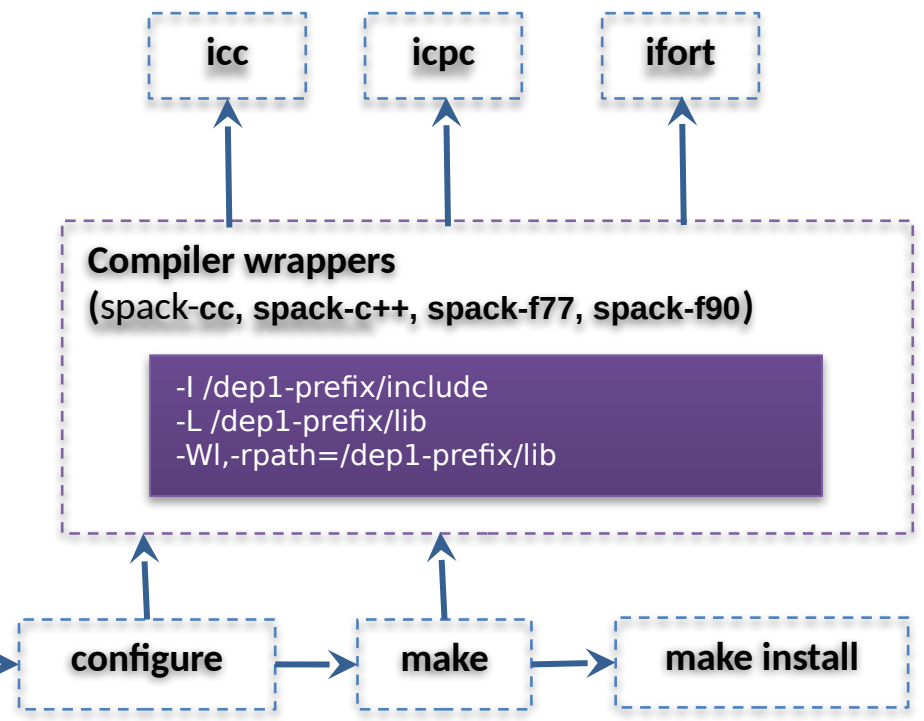 icc
icpc
ifort
Compiler wrappers
(spack-cc, spack-c++, spack-f77, spack-f90)
-I /dep1-prefix/include
-L /dep1-prefix/lib
-Wl,-rpath=/dep1-prefix/lib
configure
make
make install